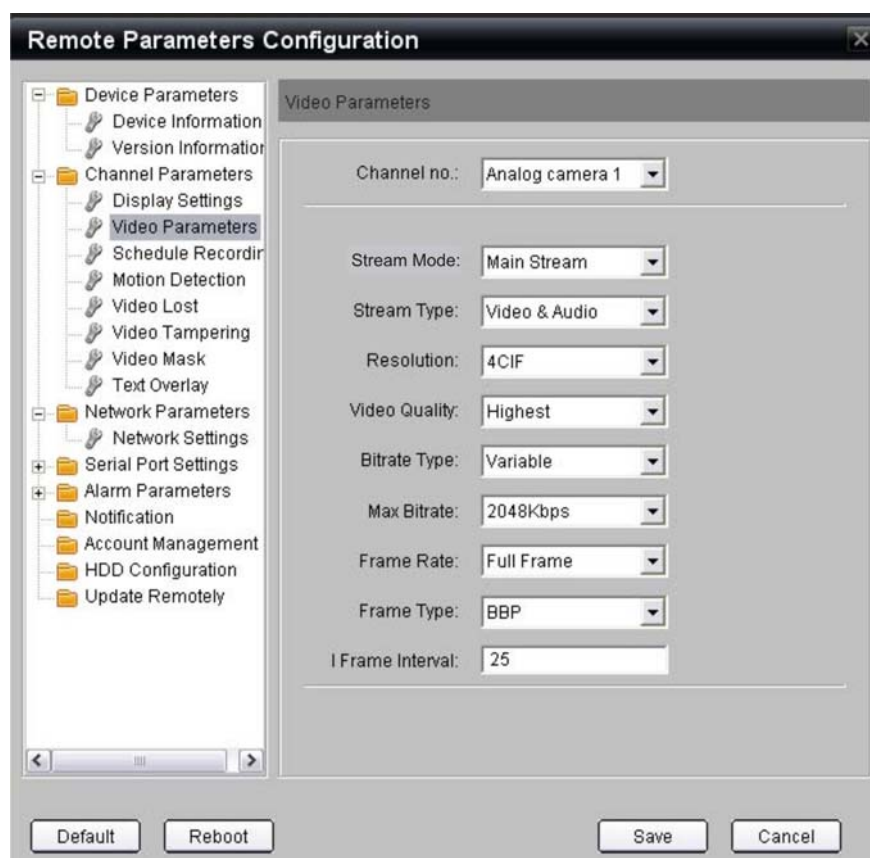 Remote Parameters Configuration
Device Parameters
Device Information
Version Information
Channel Parameters
Display Settings
Video Parameters
Schedule Recordin
Motion Detection
Video Lost
Video Tampering
Video Mask
Text Overlay
Network Parameters
Network Settings
Serial Port Settings
Alarm Parameters
Notification
Account Management
HDD Configuration
Update Remotely
Video Parameters
Channel no.: Analog camera 1
Stream Mode: Main Stream
Stream Type: Video & Audio
Resolution: 4CIF
Video Quality: Highest
Bitrate Type: Variable
Max Bitrate: 2048Kbps
Frame Rate: Full Frame
Frame Type: BBP
I Frame Interval: 25
Default Reboot Save Cancel